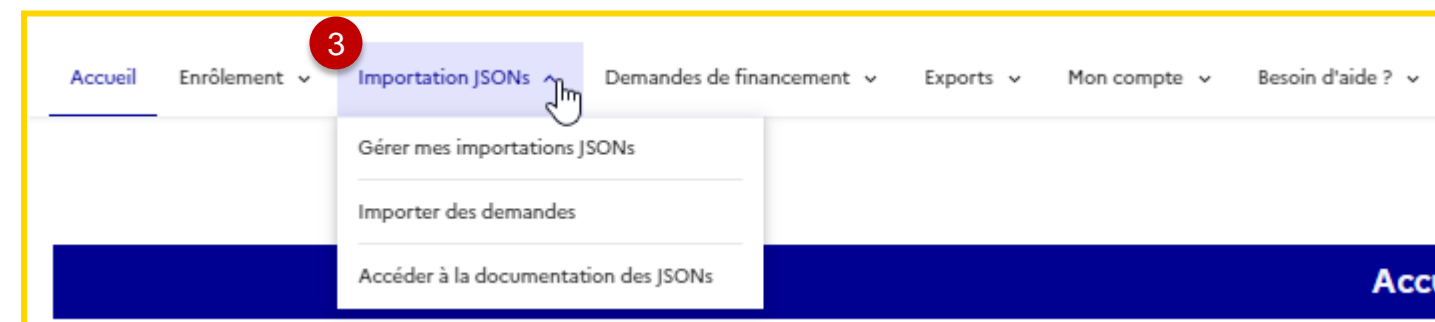 3
Accueil Enrôlement Importation JSONs Demandes de financement Exports Mon compte Besoin d'aide ?
Gérer mes importations JSONs
Importer des demandes
Accéder à la documentation des JSONs